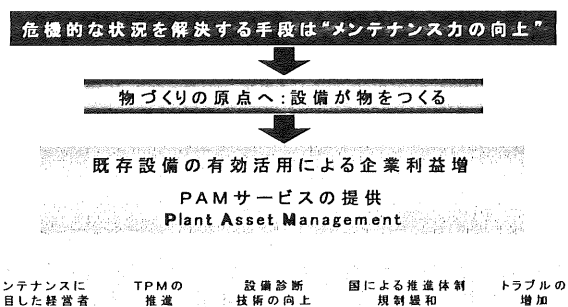 危機的な状況を解決する手段は“メンテナンス力の向上”
物づくりの原点へ：設備が物をつくる
既存設備の有効活用による企業利益増
PAMサービスの提供
Plant Asset Management
ンテナンスに
目した経営者
TPMの
推進
設備診断
技術の向上
国による推進体制
規制緩和
トラブルの
増加